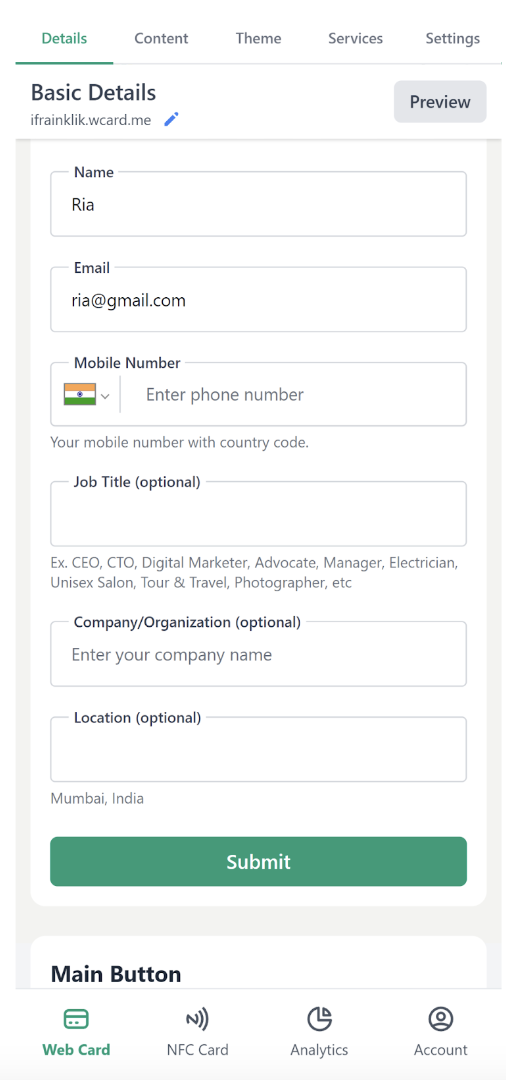 Details
Content
Theme
Services
Settings
Basic Details
ifrainklik.wcard.me
Preview
Name
Ria
Email
ria@gmail.com
Mobile Number
Enter phone number
Your mobile number with country code.
Job Title (optional)
Ex. CEO, CTO, Digital Marketer, Advocate, Manager, Electrician,
Unisex Salon, Tour & Travel, Photographer, etc
Company/Organization (optional)
Enter your company name
Location (optional)
Mumbai, India
Submit
Main Button
Web Card
NFC Card
Analytics
Account